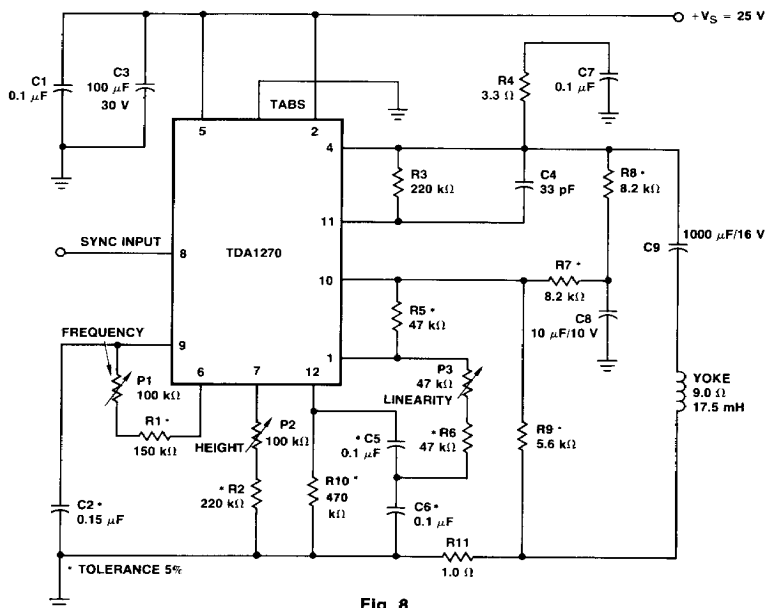 +VS = 25 V
C1
0.1 μF
C3
100 μF
30 V
R4
3.3 Ω
C7
0.1 μF
TABS
5
2
4
R3
220 kΩ
C4
33 pF
R8 *
8.2 kΩ
11
1000 μF/16 V
C9
SYNC INPUT
8
TDA1270
10
R7 *
8.2 kΩ
R5 *
47 kΩ
C8
10 μF/10 V
FREQUENCY
9
1
P1
100 kΩ
6
7
12
P3
47 kΩ
LINEARITY
YOKE
9.0 Ω
17.5 mH
R1 *
150 kΩ
HEIGHT
P2
100 kΩ
* C5
0.1 μF
* R6
47 kΩ
R9 *
5.6 kΩ
C2 *
0.15 μF
* R2
220 kΩ
R10 *
470
kΩ
C6 *
0.1 μF
R11
1.0 Ω
* TOLERANCE 5%
Fig. 8